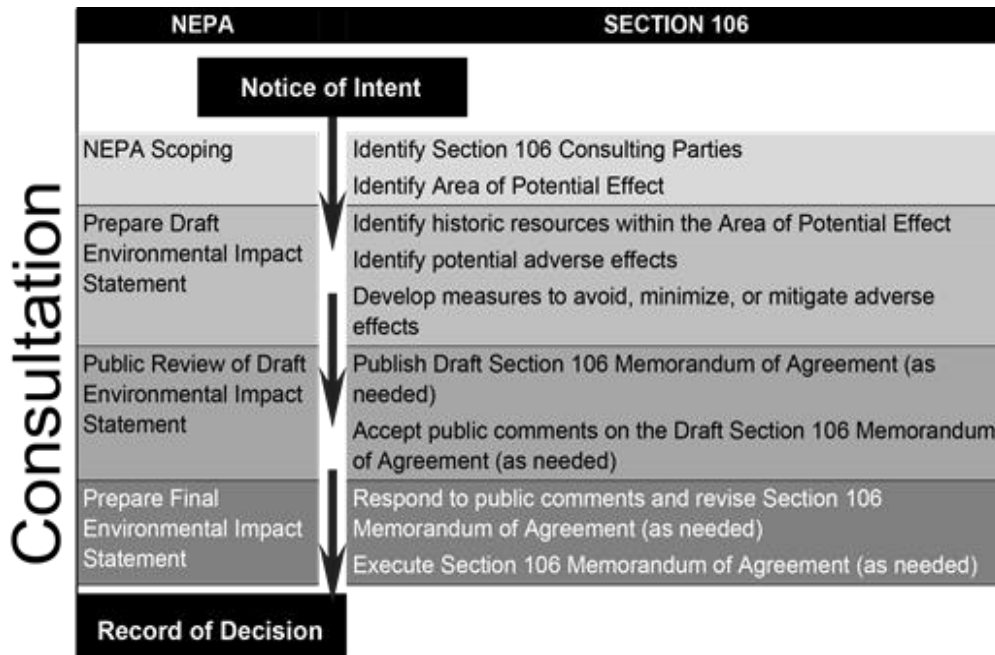 NEPA
SECTION 106
Notice of Intent
Consultation
NEPA Scoping
Identify Section 106 Consulting Parties
Identify Area of Potential Effect
Prepare Draft
Environmental Impact
Statement
Identify historic resources within the Area of Potential Effect
Identify potential adverse effects
Develop measures to avoid, minimize, or mitigate adverse
effects
Public Review of Draft
Environmental Impact
Statement
Publish Draft Section 106 Memorandum of Agreement (as
needed)
Accept public comments on the Draft Section 106 Memorandum
of Agreement (as needed)
Prepare Final
Environmental Impact
Statement
Respond to public comments and revise Section 106
Memorandum of Agreement (as needed)
Execute Section 106 Memorandum of Agreement (as needed)
Record of Decision